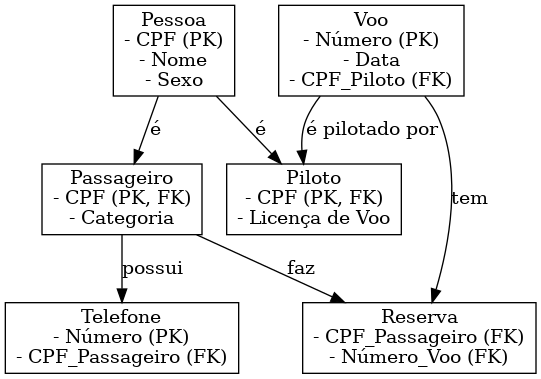 Pessoa
- CPF (PK)
- Nome
- Sexo
Voo
- Número (PK)
- Data
- CPF_Piloto (FK)
é
é
é pilotado por
Passageiro
- CPF (PK, FK)
- Categoria
Piloto
- CPF (PK, FK)
- Licença de Voo
tem
possui
faz
Telefone
- Número (PK)
- CPF_Passageiro (FK)
Reserva
- CPF_Passageiro (FK)
- Número_Voo (FK)